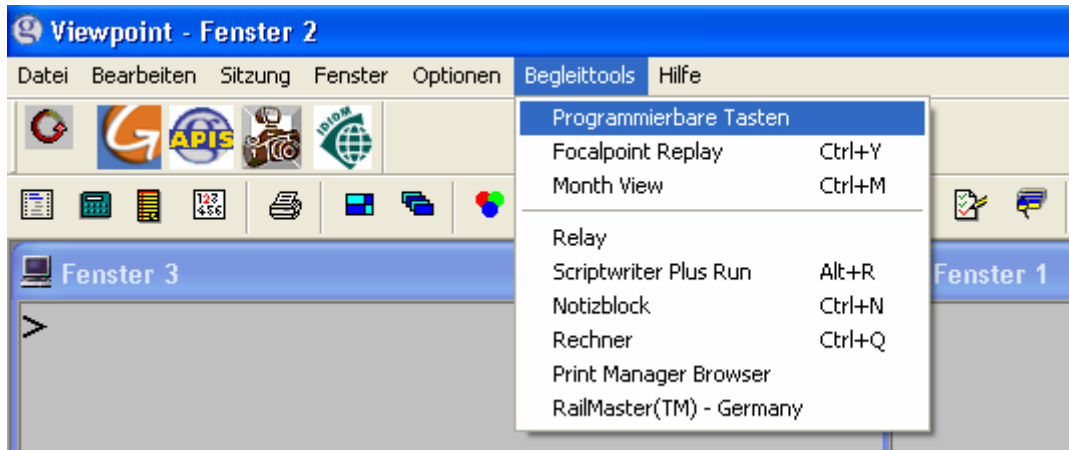 Viewpoint - Fenster 2
Datei Bearbeiten Sitzung Fenster Optionen Begleittools Hilfe
APIS IDIOM
Programmierbare Tasten
Focalpoint Replay Ctrl+Y
Month View Ctrl+M
123
456
Relay
Scriptwriter Plus Run Alt+R
Notizblock Ctrl+N
Rechner Ctrl+Q
Print Manager Browser
RailMaster(TM) - Germany
Fenster 3
Fenster 1
>